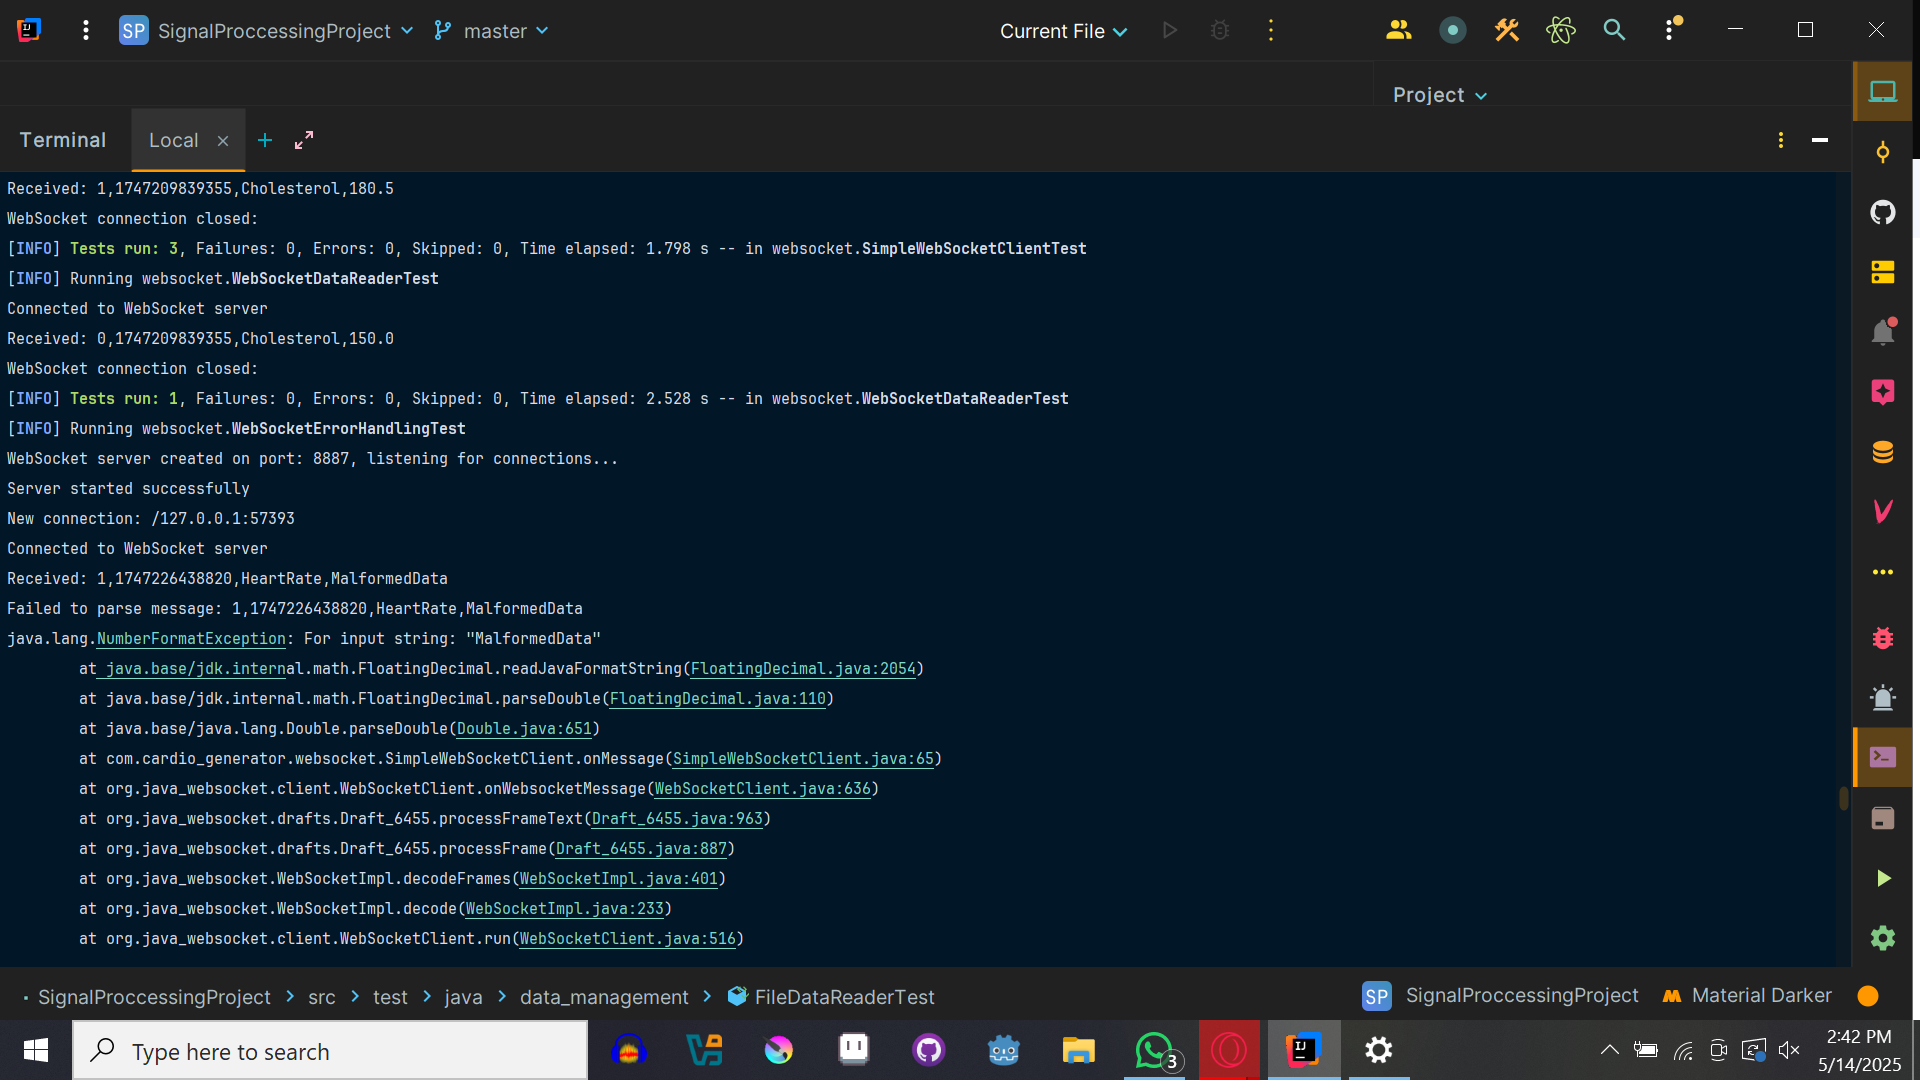 SP SignalProccessingProject master Current File
Project
Terminal Local
Received: 1,1747209839355,Cholesterol,180.5
WebSocket connection closed:
[INFO] Tests run: 3, Failures: 0, Errors: 0, Skipped: 0, Time elapsed: 1.798 s -- in websocket.SimpleWebSocketClientTest
[INFO] Running websocket.WebSocketDataReaderTest
Connected to WebSocket server
Received: 0,1747209839355,Cholesterol,150.0
WebSocket connection closed:
[INFO] Tests run: 1, Failures: 0, Errors: 0, Skipped: 0, Time elapsed: 2.528 s -- in websocket.WebSocketDataReaderTest
[INFO] Running websocket.WebSocketErrorHandlingTest
WebSocket server created on port: 8887, listening for connections...
Server started successfully
New connection: /127.0.0.1:57393
Connected to WebSocket server
Received: 1,1747226438820,HeartRate,MalformedData
Failed to parse message: 1,1747226438820,HeartRate,MalformedData
java.lang.NumberFormatException: For input string: "MalformedData"
at java.base/jdk.internal.math.FloatingDecimal.readJavaFormatString(FloatingDecimal.java:2054)
at java.base/jdk.internal.math.FloatingDecimal.parseDouble(FloatingDecimal.java:110)
at java.base/java.lang.Double.parseDouble(Double.java:651)
at com.cardio_generator.websocket.SimpleWebSocketClient.onMessage(SimpleWebSocketClient.java:65)
at org.java_websocket.client.WebSocketClient.onWebsocketMessage(WebSocketClient.java:636)
at org.java_websocket.drafts.Draft_6455.processFrameText(Draft_6455.java:963)
at org.java_websocket.drafts.Draft_6455.processFrame(Draft_6455.java:887)
at org.java_websocket.WebSocketImpl.decodeFrames(WebSocketImpl.java:401)
at org.java_websocket.WebSocketImpl.decode(WebSocketImpl.java:233)
at org.java_websocket.client.WebSocketClient.run(WebSocketClient.java:516)
SignalProccessingProject > src > test > java > data_management > FileDataReaderTest SP SignalProccessingProject Material Darker
Type here to search 3 IJ 2:42 PM
5/14/2025